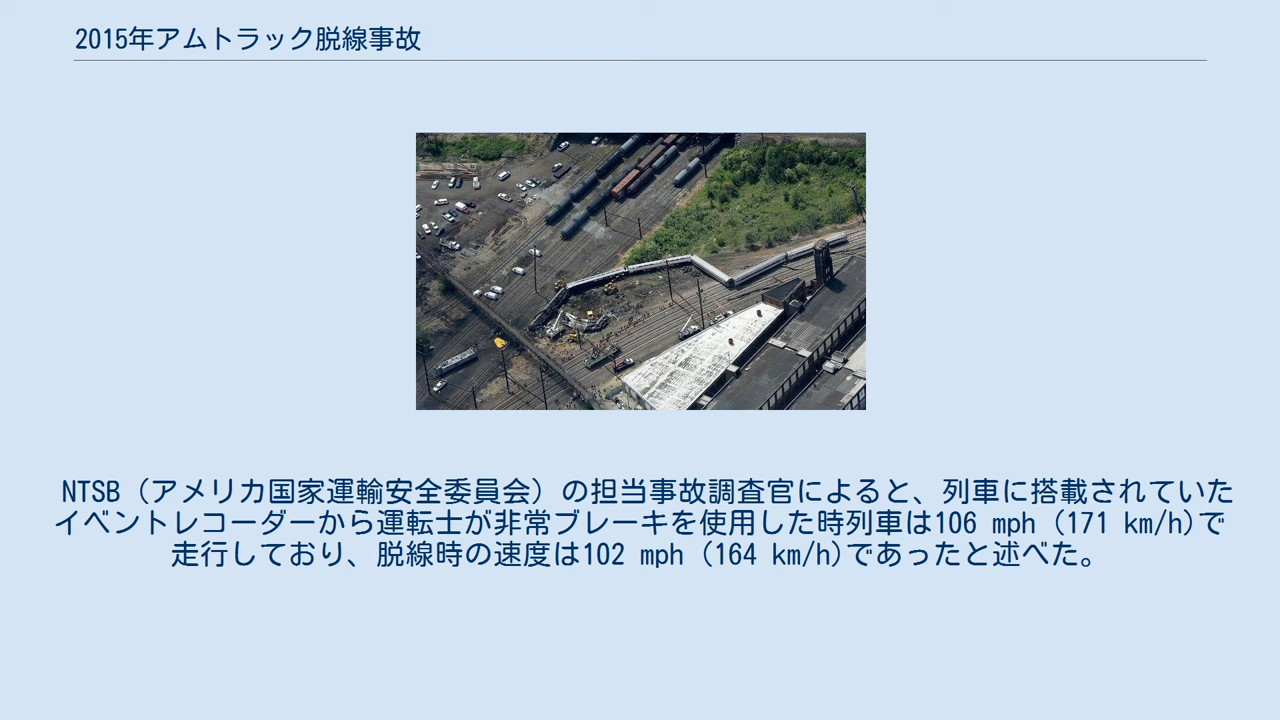 2015年アムトラック脱線事故
NTSB（アメリカ国家運輸安全委員会）の担当事故調査官によると、列車に搭載されていた
イベントレコーダーから運転士が非常ブレーキを使用した時列車は106 mph (171 km/h)で
走行しており、脱線時の速度は102 mph (164 km/h)であったと述べた。